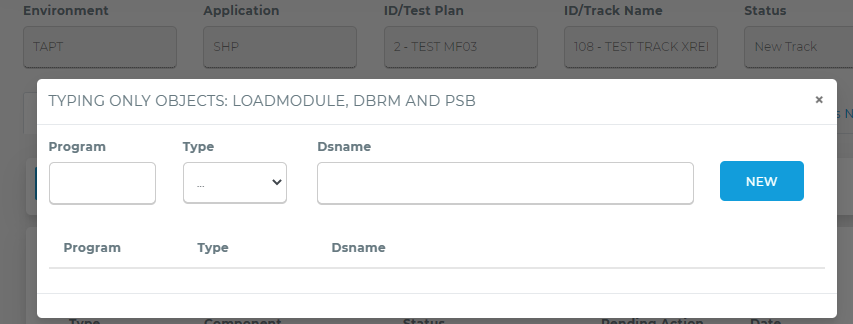 Environment Application ID/Test Plan ID/Track Name Status
TAPT SHP 2 - TEST MF03 108 - TEST TRACK XREI New Track
TYPING ONLY OBJECTS: LOADMODULE, DBRM AND PSB ×
s N
Program Type Dsname
... NEW
Program Type Dsname
Type Component Status Pending Action Date